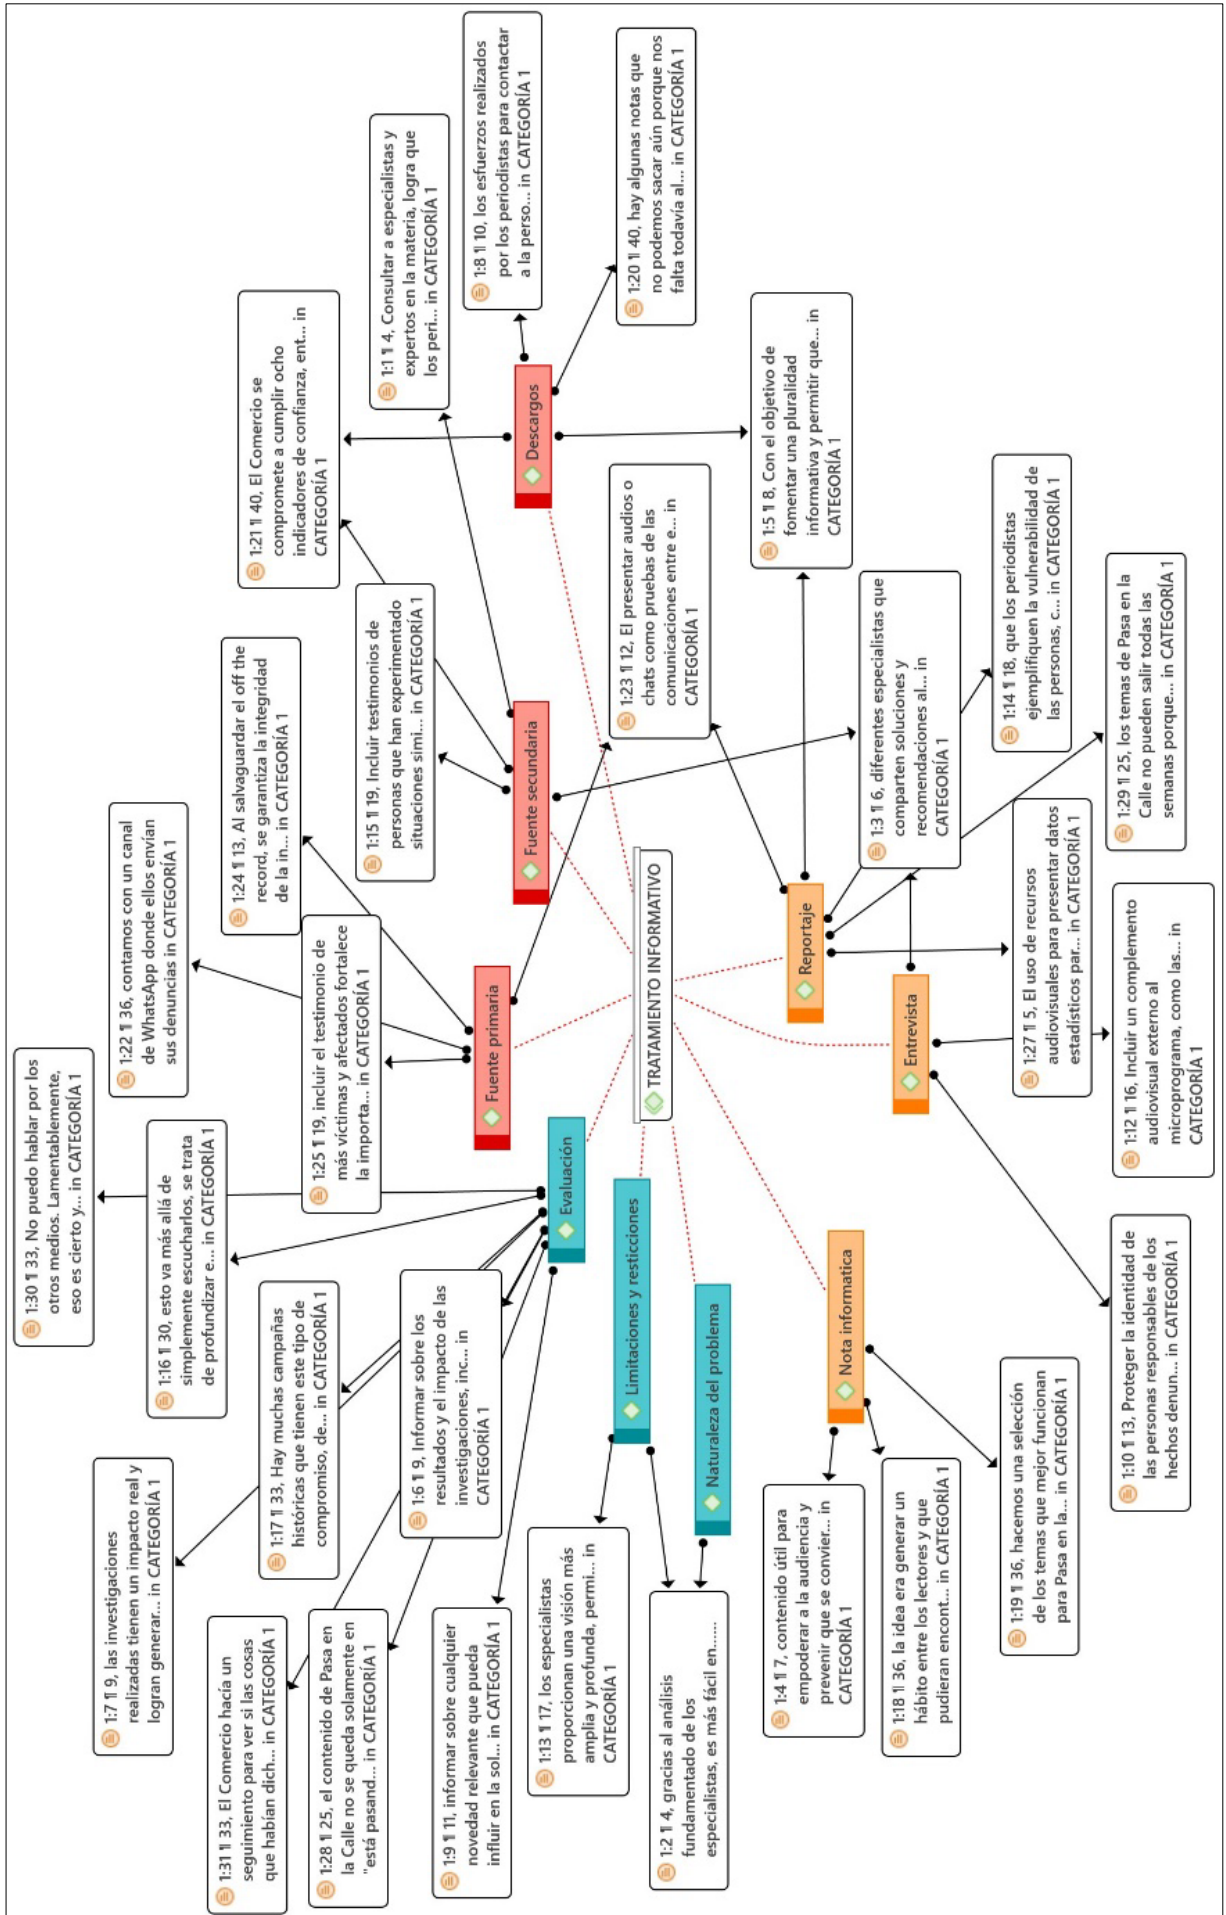 1:30 ¶ 33, No puedo hablar por los
otros medios. Lamentablemente,
eso es cierto y... in CATEGORÍA 1
1:22 ¶ 36, contamos con un canal
de WhatsApp donde ellos envían
sus denuncias in CATEGORÍA 1
1:16 ¶ 30, esto va más allá de
simplemente escucharlos, se trata
de profundizar e... in CATEGORÍA 1
1:7 ¶ 9, las investigaciones
realizadas tienen un impacto real y
logran generar... in CATEGORÍA 1
1:24 ¶ 13, Al salvaguardar el off the
record, se garantiza la integridad
de la in... in CATEGORÍA 1
1:21 ¶ 40, El Comercio se
compromete a cumplir ocho
indicadores de confianza, ent... in
CATEGORÍA 1
1:31 ¶ 33, El Comercio hacía un
seguimiento para ver si las cosas
que habían dich... in CATEGORÍA 1
1:17 ¶ 33, Hay muchas campañas
históricas que tienen este tipo de
compromiso, de... in CATEGORÍA 1
1:25 ¶ 19, incluir el testimonio de
más víctimas y afectados fortalece
la importa... in CATEGORÍA 1
1:15 ¶ 19, Incluir testimonios de
personas que han experimentado
situaciones simi... in CATEGORÍA 1
1:1 ¶ 4, Consultar a especialistas y
expertos en la materia, logra que
los peri... in CATEGORÍA 1
1:28 ¶ 25, el contenido de Pasa en
la Calle no se queda solamente en
"está pasand... in CATEGORÍA 1
1:6 ¶ 9, Informar sobre los
resultados y el impacto de las
investigaciones, inc... in
CATEGORÍA 1
1:8 ¶ 10, los esfuerzos realizados
por los periodistas para contactar
a la perso... in CATEGORÍA 1
1:9 ¶ 11, informar sobre cualquier
novedad relevante que pueda
influir en la sol... in CATEGORÍA 1
Evaluación
Fuente primaria
Fuente secundaria
Descargos
1:13 ¶ 17, los especialistas
proporcionan una visión más
amplia y profunda, permi... in
CATEGORÍA 1
Limitaciones y resticciones
TRATAMIENTO INFORMATIVO
1:23 ¶ 12, El presentar audios o
chats como pruebas de las
comunicaciones entre e... in
CATEGORÍA 1
1:20 ¶ 40, hay algunas notas que
no podemos sacar aún porque nos
falta todavía al... in CATEGORÍA 1
1:2 ¶ 4, gracias al análisis
fundamentado de los
especialistas, es más fácil en......
Naturaleza del problema
1:4 ¶ 7, contenido útil para
empoderar a la audiencia y
prevenir que se convier... in
CATEGORÍA 1
Nota informatica
Reportaje
1:5 ¶ 8, Con el objetivo de
fomentar una pluralidad
informativa y permitir que... in
CATEGORÍA 1
1:18 ¶ 36, la idea era generar un
hábito entre los lectores y que
pudieran encont... in CATEGORÍA 1
Entrevista
1:3 ¶ 6, diferentes especialistas que
comparten soluciones y
recomendaciones al... in
CATEGORÍA 1
1:19 ¶ 36, hacemos una selección
de los temas que mejor funcionan
para Pasa en la... in CATEGORÍA 1
1:27 ¶ 5, El uso de recursos
audiovisuales para presentar datos
estadísticos par... in CATEGORÍA 1
1:14 ¶ 18, que los periodistas
ejemplifiquen la vulnerabilidad de
las personas, c... in CATEGORÍA 1
1:10 ¶ 13, Proteger la identidad de
las personas responsables de los
hechos denun... in CATEGORÍA 1
1:12 ¶ 16, Incluir un complemento
audiovisual externo al
microprograma, como las... in
CATEGORÍA 1
1:29 ¶ 25, los temas de Pasa en la
Calle no pueden salir todas las
semanas porque... in CATEGORÍA 1